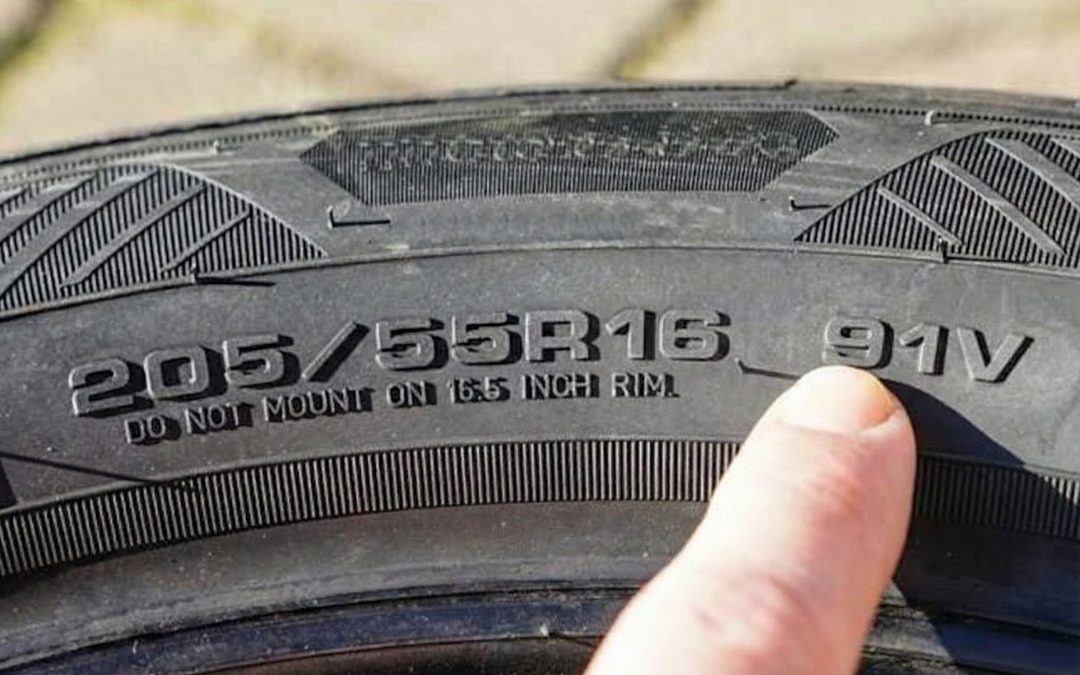 205/55R16 91V
DO NOT MOUNT ON 16.5 INCH RIM.